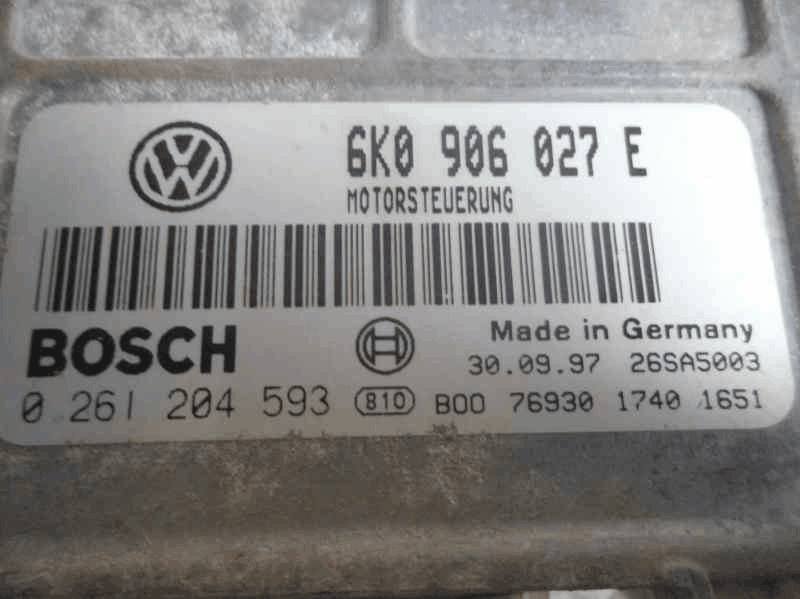 6K0 906 027 E
MOTORSTEUERUNG
BOSCH
Made in Germany
30.09.97 26SA5003
0 261 204 593 810 B00 76930 1740 1651